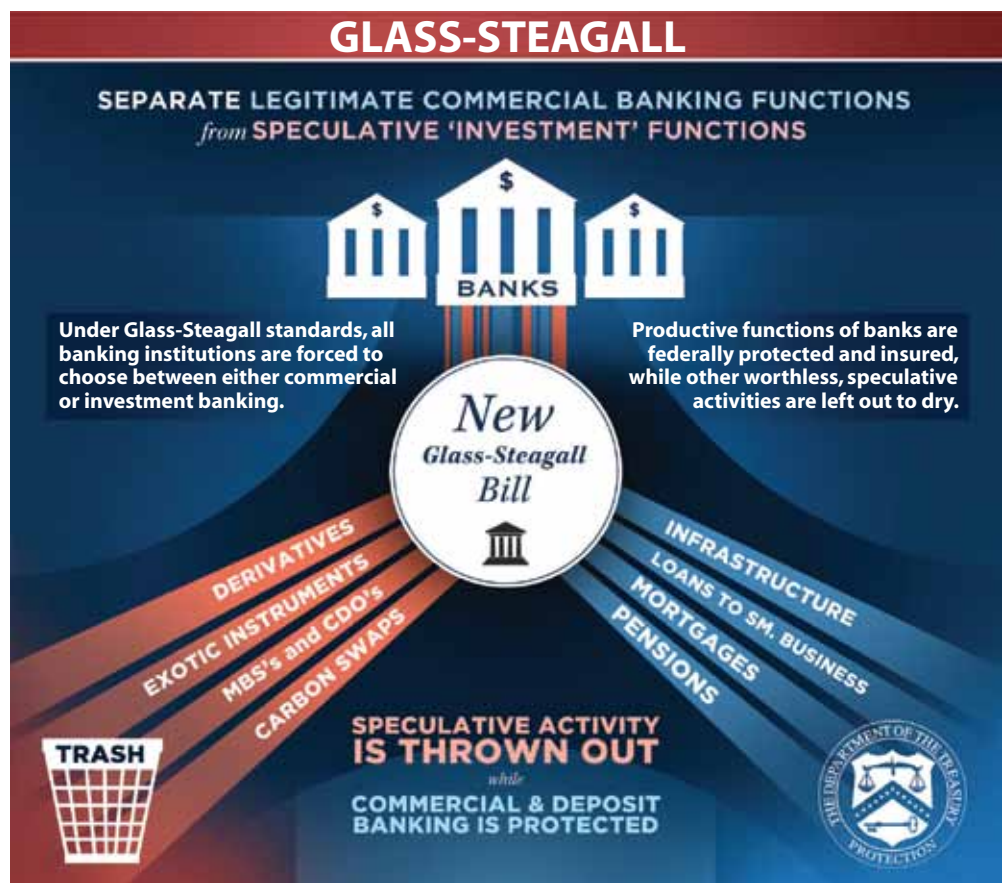 GLASS-STEAGALL
SEPARATE LEGITIMATE COMMERCIAL BANKING FUNCTIONS
from SPECULATIVE ‘INVESTMENT’ FUNCTIONS
$
$
$
BANKS
Under Glass-Steagall standards, all
banking institutions are forced to
choose between either commercial
or investment banking.
Productive functions of banks are
federally protected and insured,
while other worthless, speculative
activities are left out to dry.
New
Glass-Steagall
Bill
DERIVATIVES
EXOTIC INSTRUMENTS
MBS's and CDO's
CARBON SWAPS
INFRASTRUCTURE
LOANS TO SM. BUSINESS
MORTGAGES
PENSIONS
TRASH
SPECULATIVE ACTIVITY
IS THROWN OUT
while
COMMERCIAL & DEPOSIT
BANKING IS PROTECTED
THE DEPARTMENT OF THE TREASURY
PROTECTION